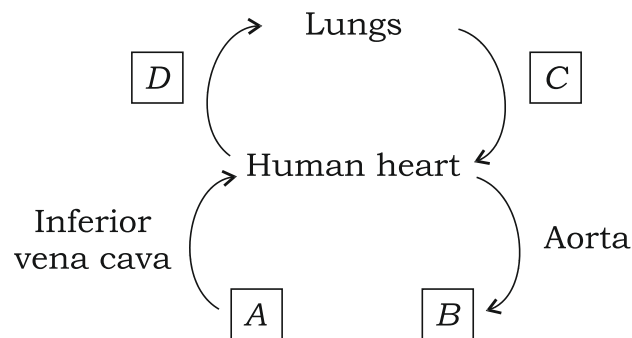 Lungs
D
C
Human heart
Inferior
vena cava
Aorta
A
B